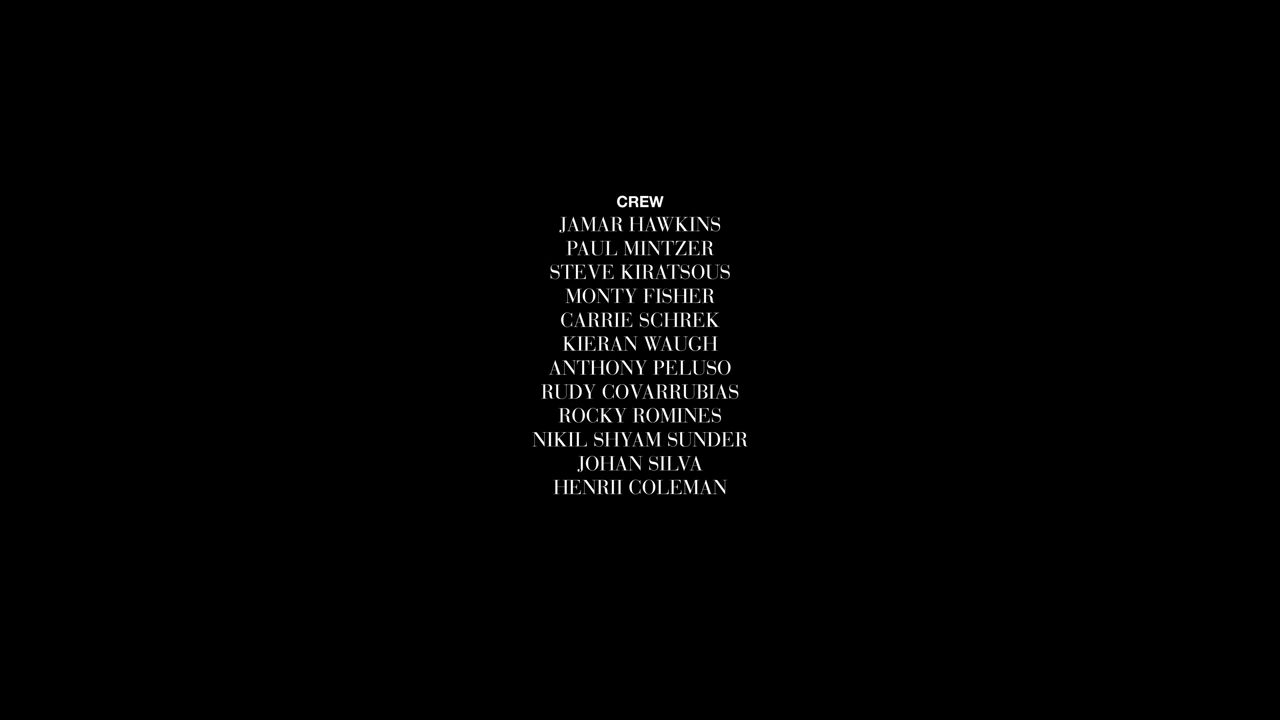 CREW
JAMAR HAWKINS
PAUL MINTZER
STEVE KIRATSOUS
MONTY FISHER
CARRIE SCHREK
KIERAN WAUGH
ANTHONY PELUSO
RUDY COVARRUBIAS
ROCKY ROMINES
NIKIL SHYAM SUNDER
JOHAN SILVA
HENRII COLEMAN